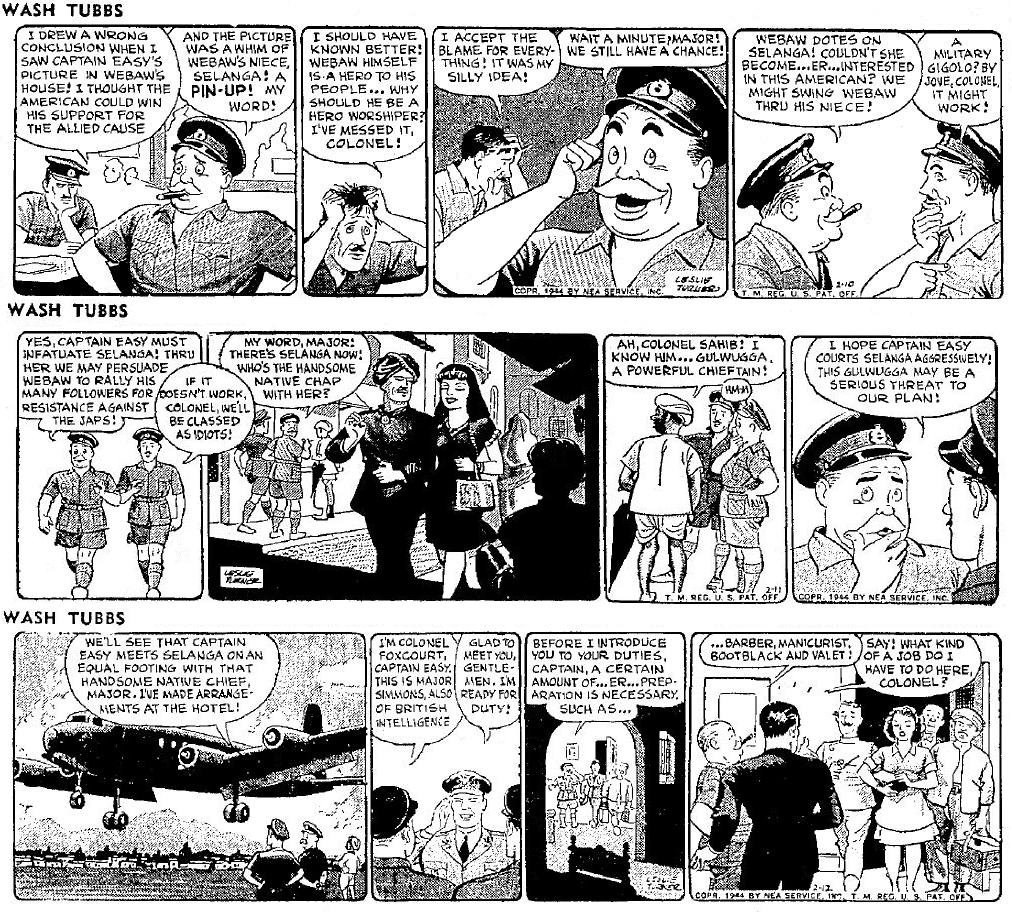 WASH TUBBS
I DREW A WRONG
CONCLUSION WHEN I
SAW CAPTAIN EASY'S
PICTURE IN WEBAW'S
HOUSE! I THOUGHT THE
AMERICAN COULD WIN
HIS SUPPORT FOR
THE ALLIED CAUSE
AND THE PICTURE
WAS A WHIM OF
WEBAW'S NIECE,
SELANGA! A
PIN-UP! MY
WORD!
I SHOULD HAVE
KNOWN BETTER!
WEBAW HIMSELF
IS A HERO TO HIS
PEOPLE... WHY
SHOULD HE BE A
HERO WORSHIPER?
I'VE MESSED IT,
COLONEL!
I ACCEPT THE
BLAME FOR EVERY-
THING! IT WAS MY
SILLY IDEA!
WAIT A MINUTE, MAJOR!
WE STILL HAVE A CHANCE!
LESLIE
TURNER
COPR. 1944 BY NEA SERVICE, INC.
WEBAW DOTES ON
SELANGA! COULDN'T SHE
BECOME...ER...INTERESTED
IN THIS AMERICAN? WE
MIGHT SWING WEBAW
THRU HIS NIECE!
A
MILITARY
GIGOLO? BY
JOVE, COLONEL,
IT MIGHT
WORK!
2-10
T. M. REG. U. S. PAT. OFF.
WASH TUBBS
YES, CAPTAIN EASY MUST
INFATUATE SELANGA! THRU
HER WE MAY PERSUADE
WEBAW TO RALLY HIS
MANY FOLLOWERS FOR
RESISTANCE AGAINST
THE JAPS!
IF IT
DOESN'T WORK,
COLONEL, WE'LL
BE CLASSED
AS IDIOTS!
MY WORD, MAJOR!
THERE'S SELANGA NOW!
WHO'S THE HANDSOME
NATIVE CHAP
WITH HER?
LESLIE
TURNER
AH, COLONEL SAHIB! I
KNOW HIM... GULWUGGA,
A POWERFUL CHIEFTAIN!
HM-M!
2-11
T. M. REG. U. S. PAT. OFF.
I HOPE CAPTAIN EASY
COURTS SELANGA AGGRESSIVELY!
THIS GULWUGGA MAY BE A
SERIOUS THREAT TO
OUR PLAN!
COPR. 1944 BY NEA SERVICE, INC.
WASH TUBBS
WE'LL SEE THAT CAPTAIN
EASY MEETS SELANGA ON AN
EQUAL FOOTING WITH THAT
HANDSOME NATIVE CHIEF,
MAJOR. I'VE MADE ARRANGE-
MENTS AT THE HOTEL!
I'M COLONEL
FOXCOURT,
CAPTAIN EASY,
THIS IS MAJOR
SIMMONS, ALSO
OF BRITISH
INTELLIGENCE
GLAD TO
MEET YOU,
GENTLE-
MEN. I'M
READY FOR
DUTY!
BEFORE I INTRODUCE
YOU TO YOUR DUTIES,
CAPTAIN, A CERTAIN
AMOUNT OF...ER...PREP-
ARATION IS NECESSARY,
SUCH AS...
LESLIE
TURNER
...BARBER, MANICURIST,
BOOTBLACK AND VALET!
SAY! WHAT KIND
OF A JOB DO I
HAVE TO DO HERE,
COLONEL?
2-12
COPR. 1944 BY NEA SERVICE, INC. T. M. REG. U. S. PAT. OFF.